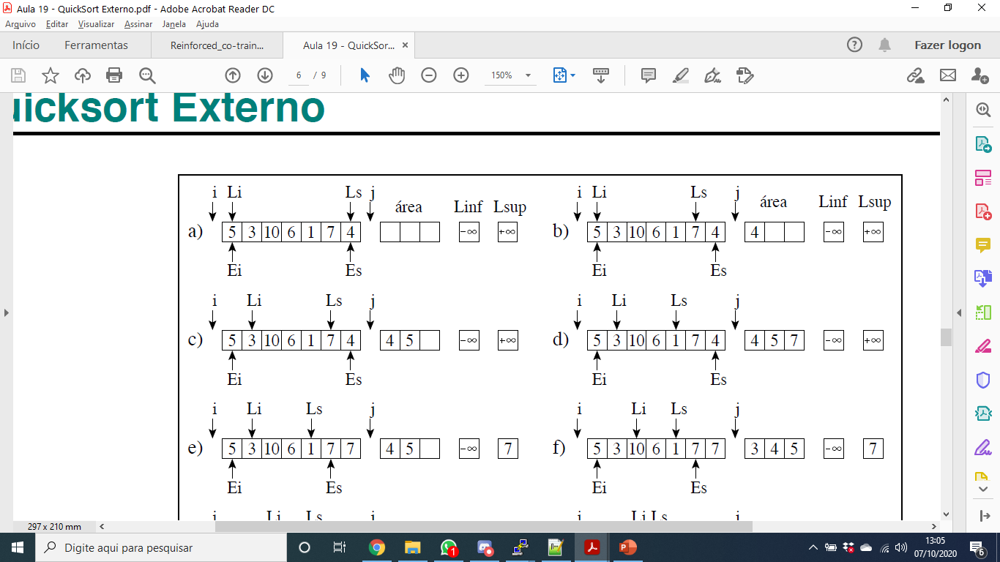 Aula 19 - QuickSort Externo.pdf - Adobe Acrobat Reader DC
Arquivo Editar Visualizar Assinar Janela Ajuda
Início Ferramentas Reinforced_co-train... Aula 19 - QuickSor... × Fazer logon
6 / 9 150%
uicksort Externo
i Li Ls j área Linf Lsup
a) 5 3 10 6 1 7 4 -∞ +∞
Ei Es
i Li Ls j área Linf Lsup
b) 5 3 10 6 1 7 4 4 -∞ +∞
Ei Es
i Li Ls j
c) 5 3 10 6 1 7 4 4 5 -∞ +∞
Ei Es
i Li Ls j
d) 5 3 10 6 1 7 4 4 5 7 -∞ +∞
Ei Es
i Li Ls j
e) 5 3 10 6 1 7 7 4 5 -∞ 7
Ei Es
i Li Ls j
f) 5 3 10 6 1 7 7 3 4 5 -∞ 7
Ei Es
i Li Ls j
i Li Ls j
297 x 210 mm
Digite aqui para pesquisar
1
13:05
07/10/2020
6